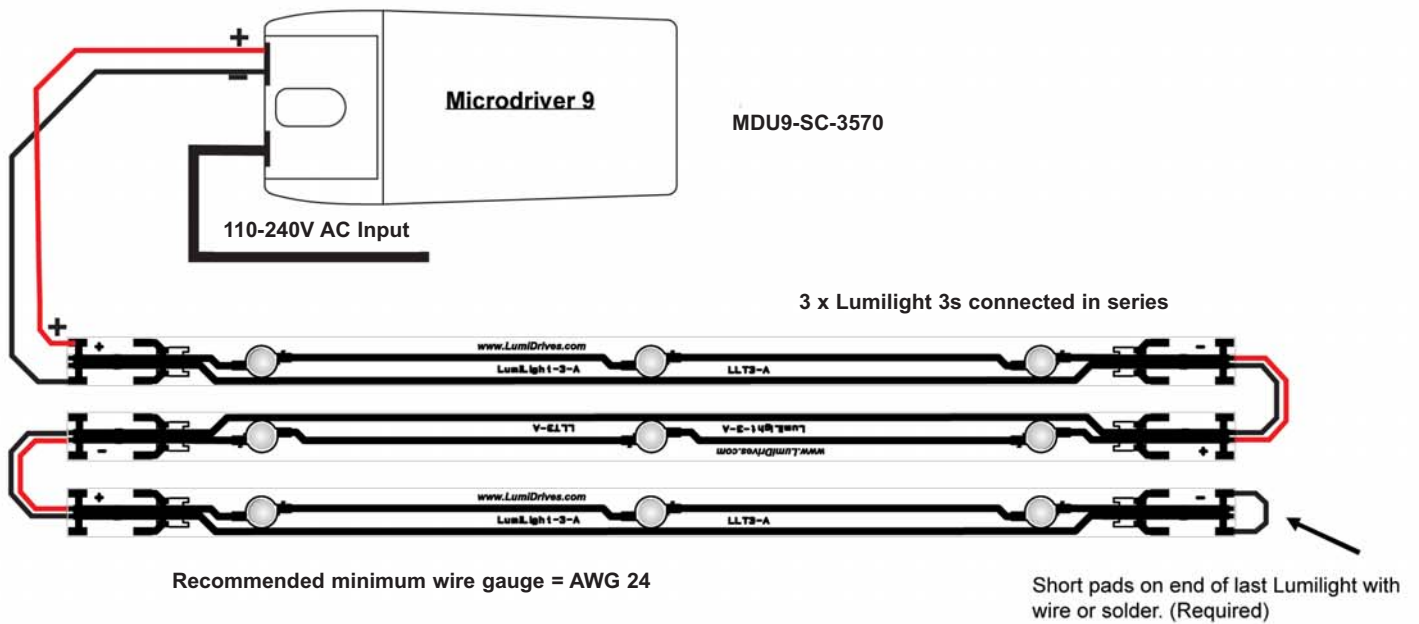 +
−
Microdriver 9
MDU9-SC-3570
110-240V AC Input
3 x Lumilight 3s connected in series
+
+
www.LumiDrives.com
-
LumiLight-3-A
LLT3-A
LLT3-A
LumiLight-3-A
-
www.LumiDrives.com
+
+
www.LumiDrives.com
-
LumiLight-3-A
LLT3-A
Recommended minimum wire gauge = AWG 24
Short pads on end of last Lumilight with
wire or solder. (Required)